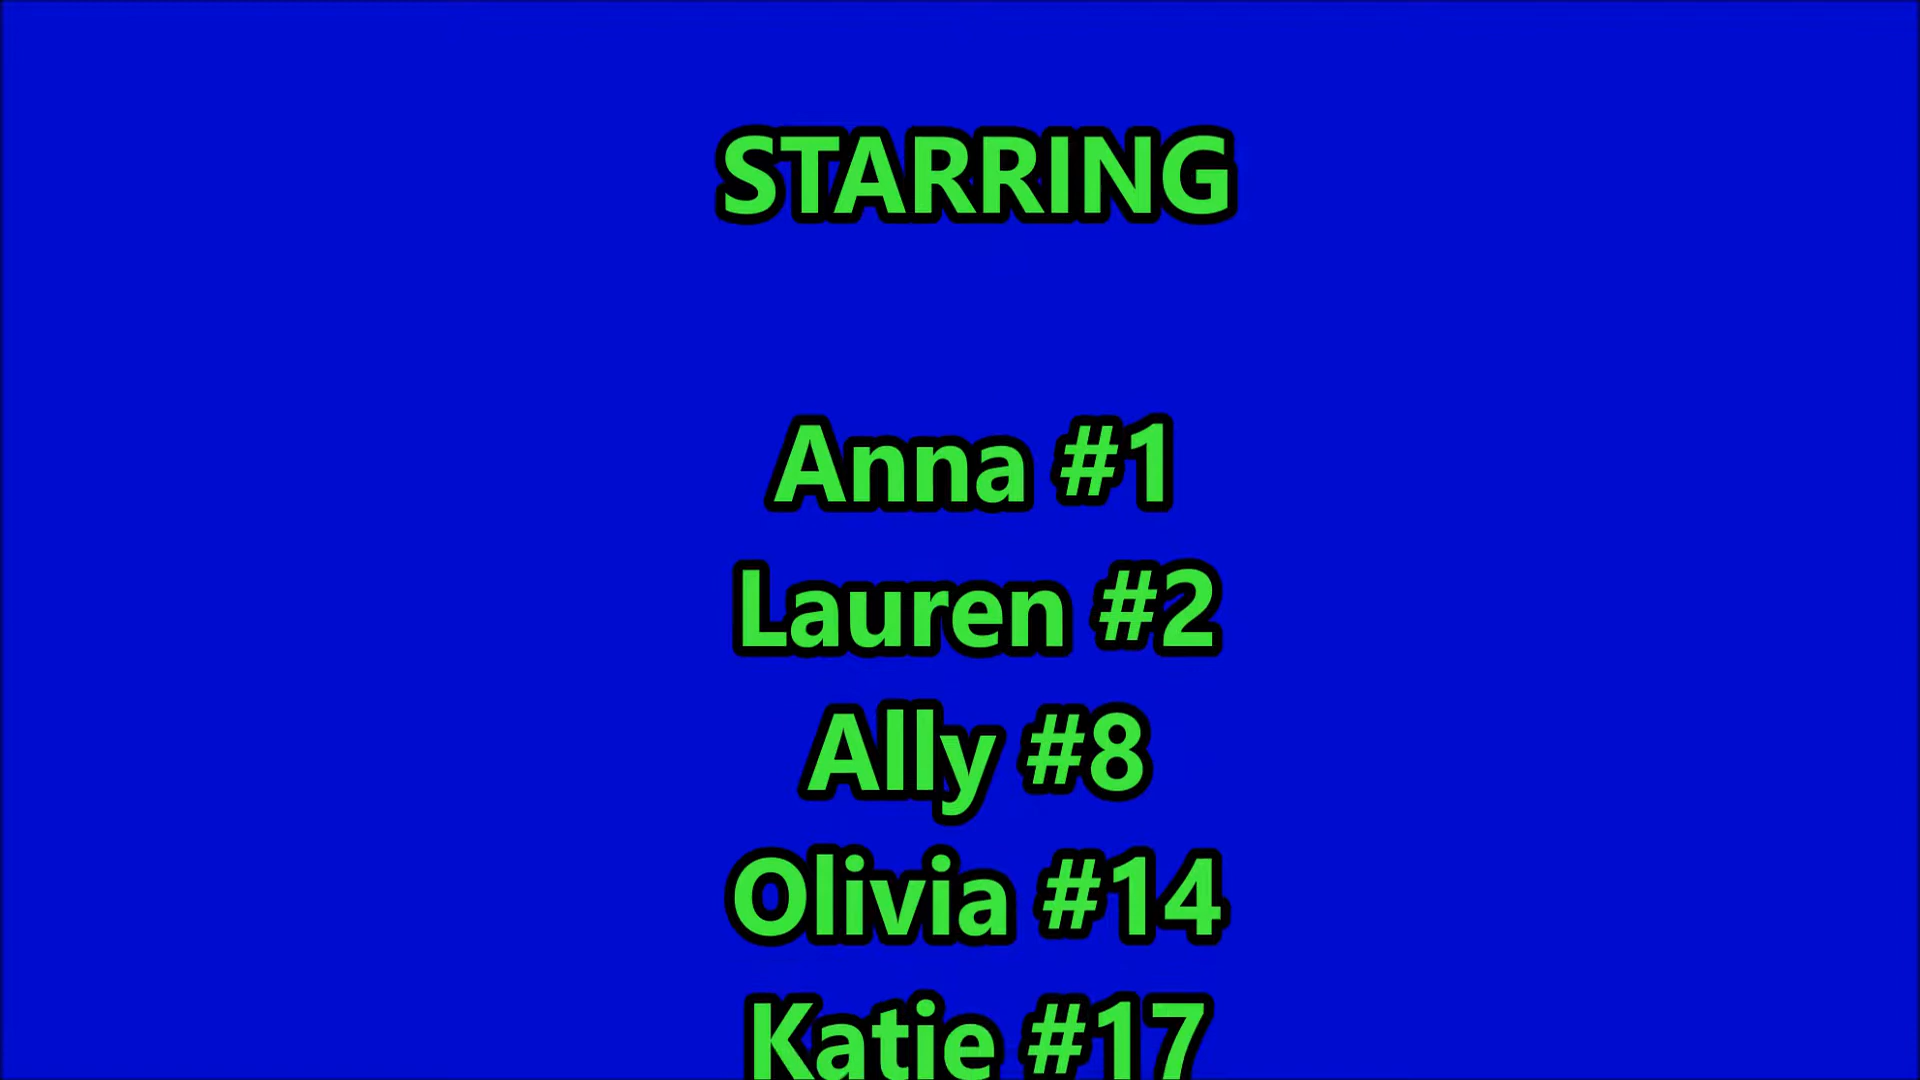 STARRING
Anna #1
Lauren #2
Ally #8
Olivia #14
Katie #17